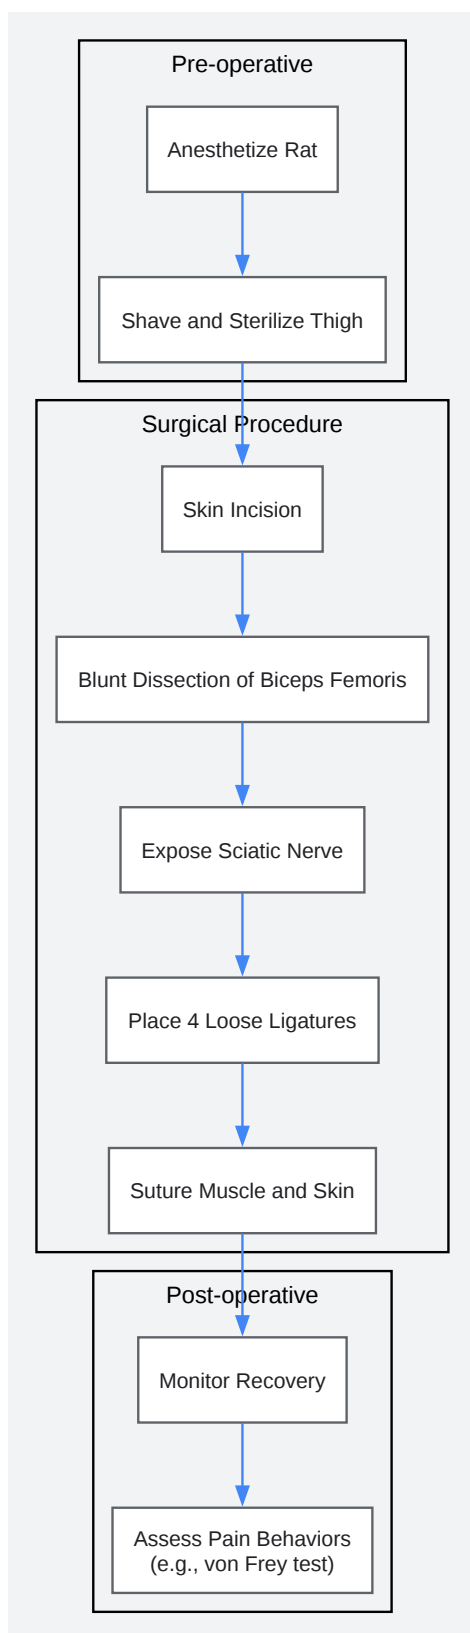 Pre-operative
Anesthetize Rat
Shave and Sterilize Thigh
Surgical Procedure
Skin Incision
Blunt Dissection of Biceps Femoris
Expose Sciatic Nerve
Place 4 Loose Ligatures
Suture Muscle and Skin
Post-operative
Monitor Recovery
Assess Pain Behaviors
(e.g., von Frey test)